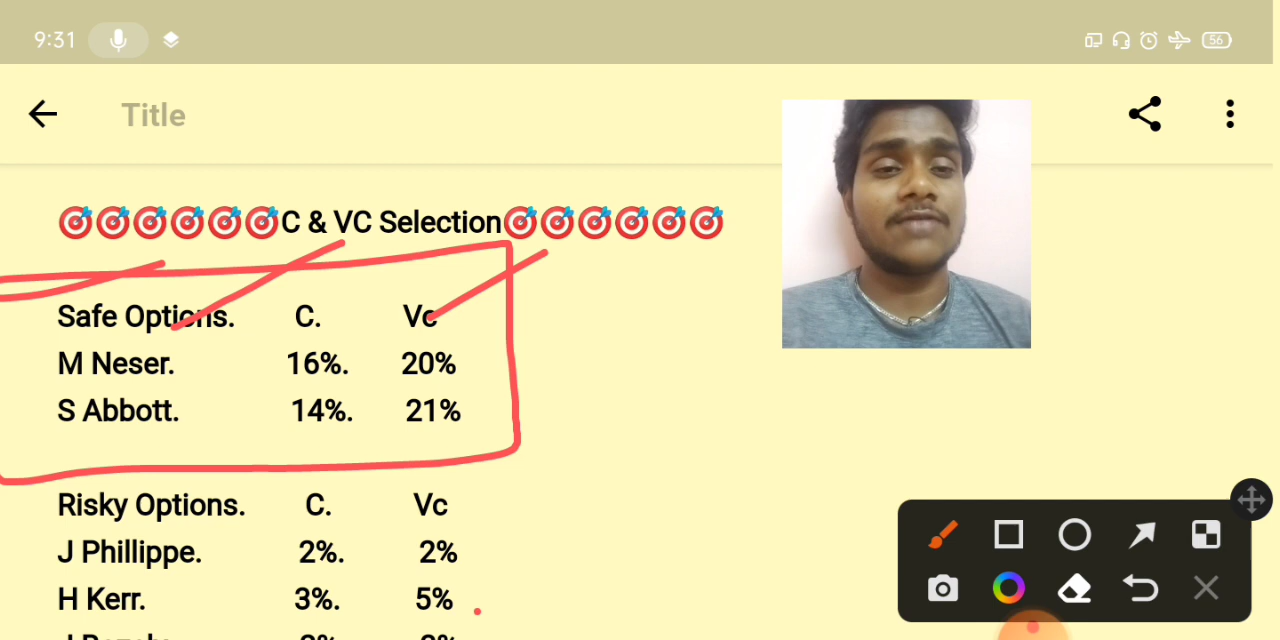 9:31
56
Title
C & VC Selection
Safe Options. C. Vc
M Neser. 16%. 20%
S Abbott. 14%. 21%
Risky Options. C. Vc
J Phillippe. 2%. 2%
H Kerr. 3%. 5%